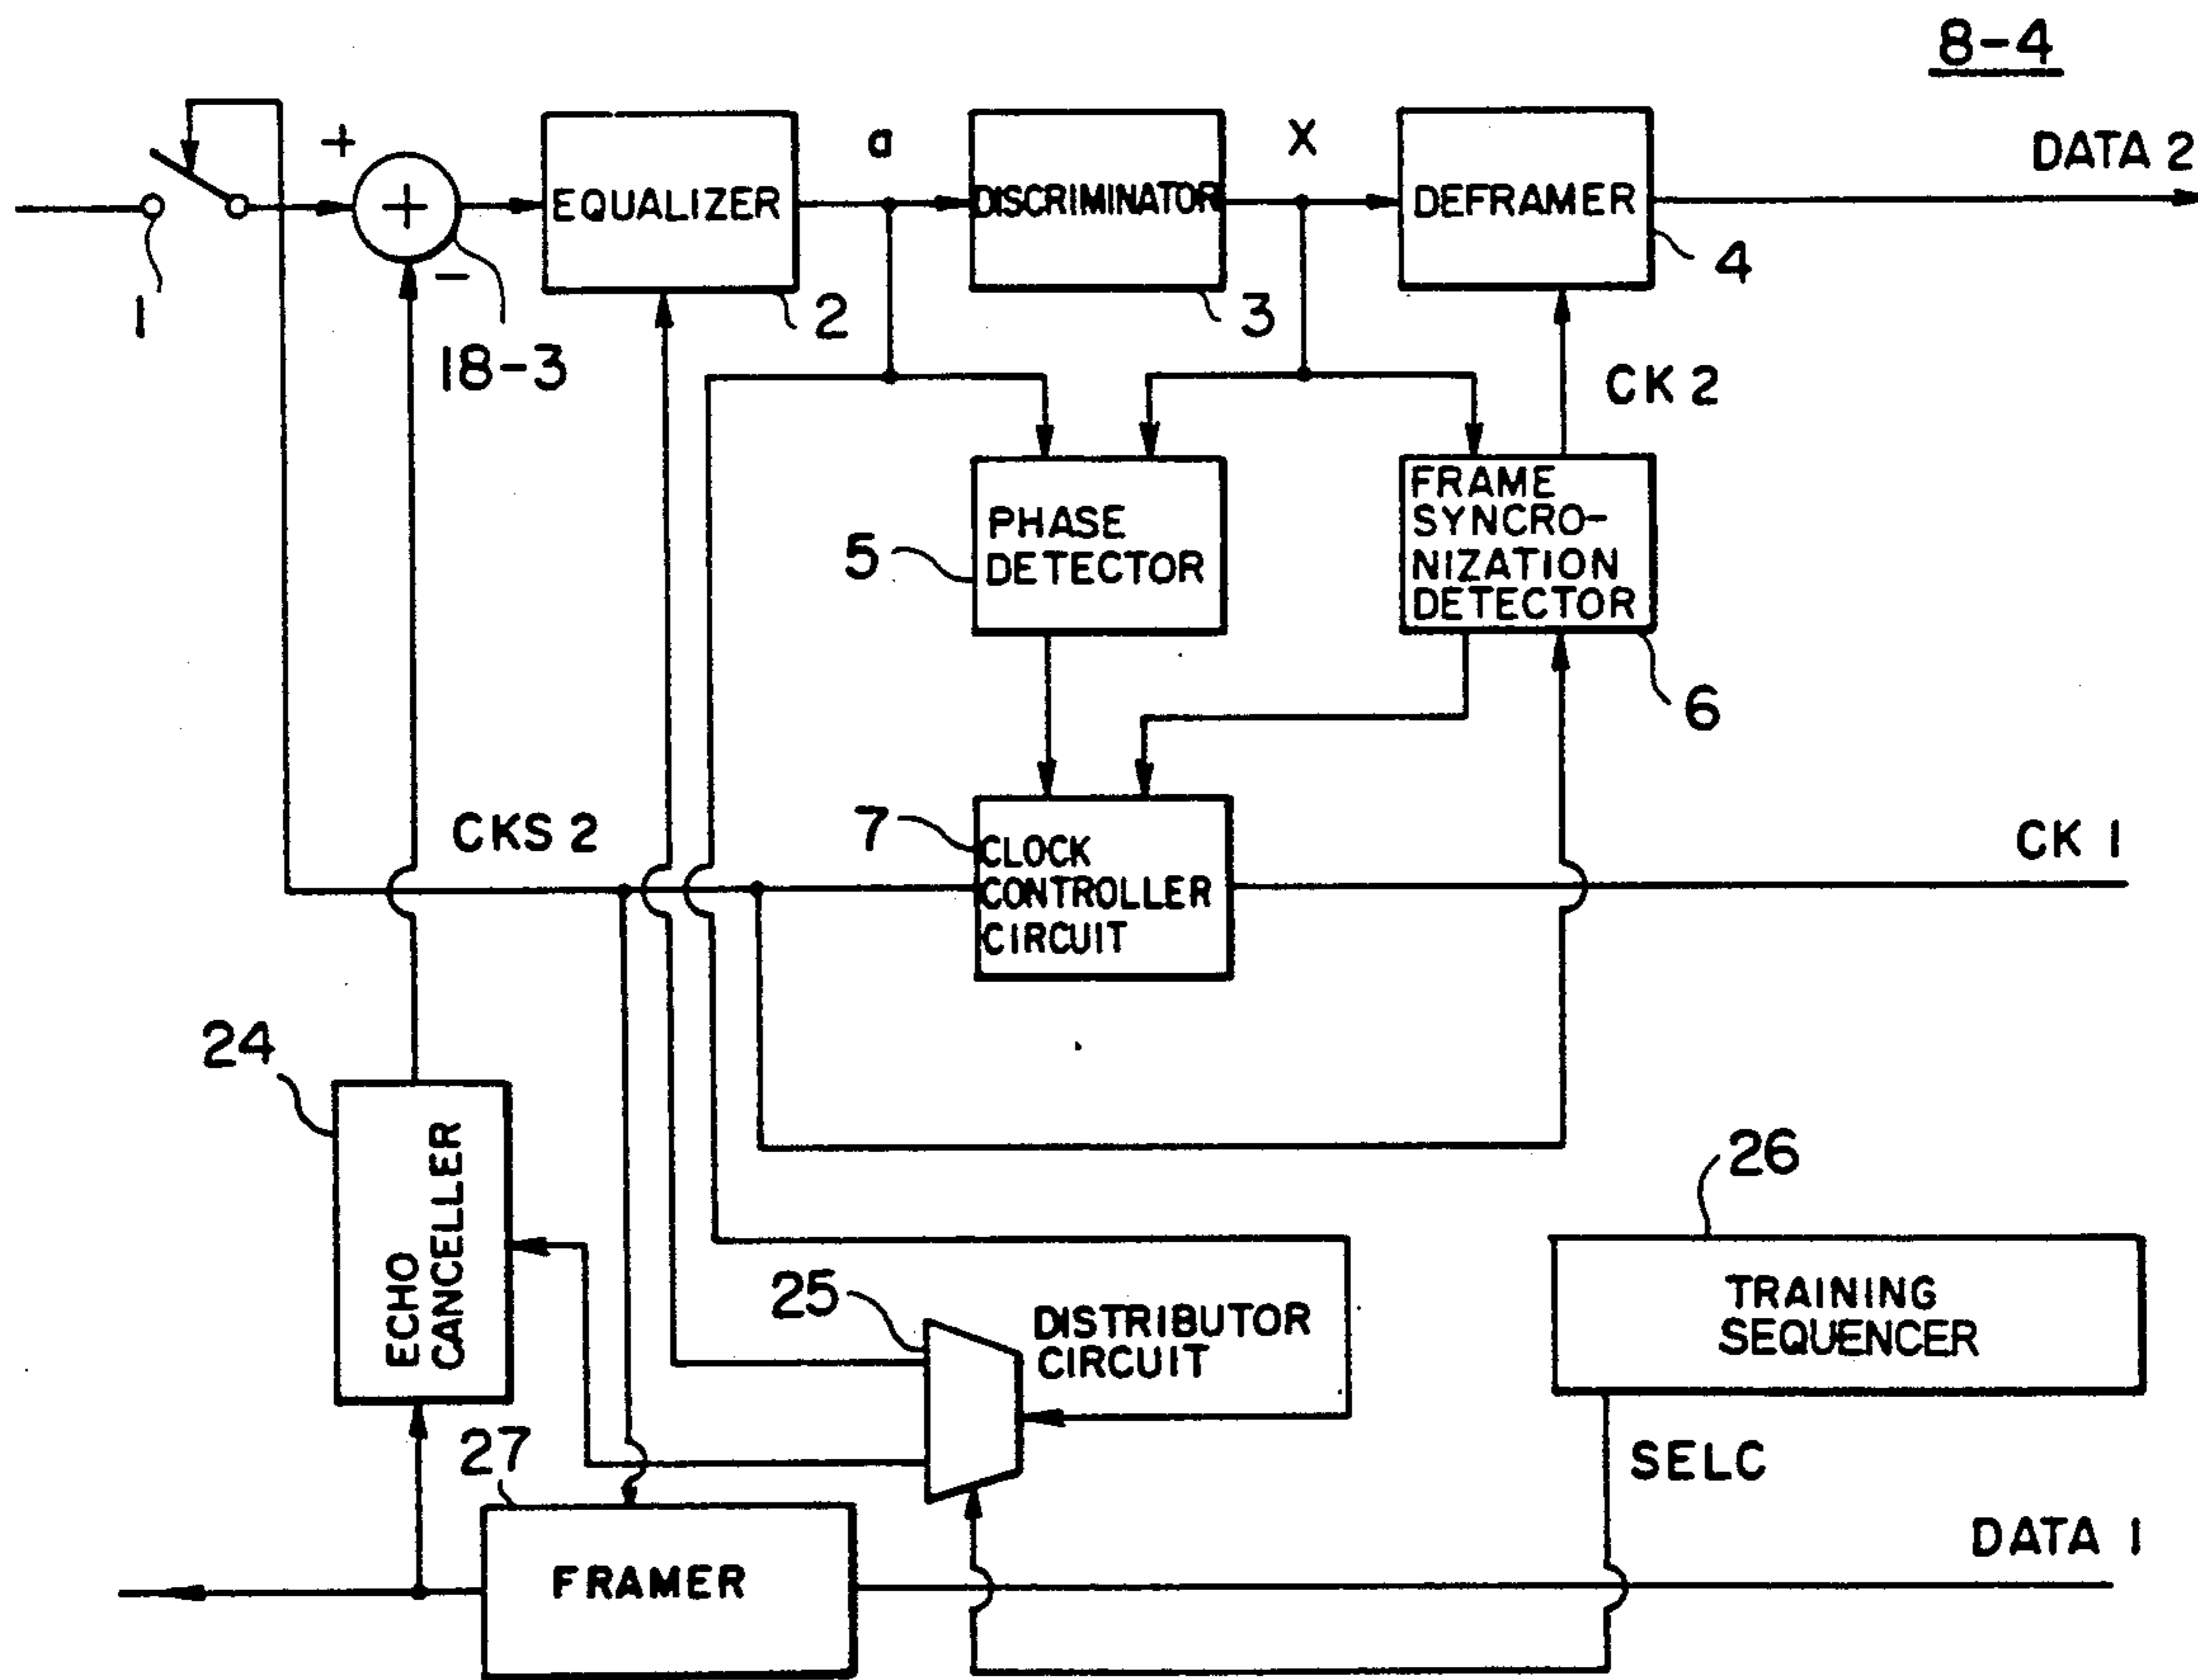 8-4
+
+
-
1
18-3
EQUALIZER
2
a
DISCRIMINATOR
3
X
DEFRAMER
4
DATA 2
CK 2
5
PHASE
DETECTOR
FRAME
SYNCRO-
NIZATION
DETECTOR
6
CKS 2
7
CLOCK
CONTROLLER
CIRCUIT
CK 1
24
ECHO
CANCELLER
25
DISTRIBUTOR
CIRCUIT
26
TRAINING
SEQUENCER
SELC
27
FRAMER
DATA 1